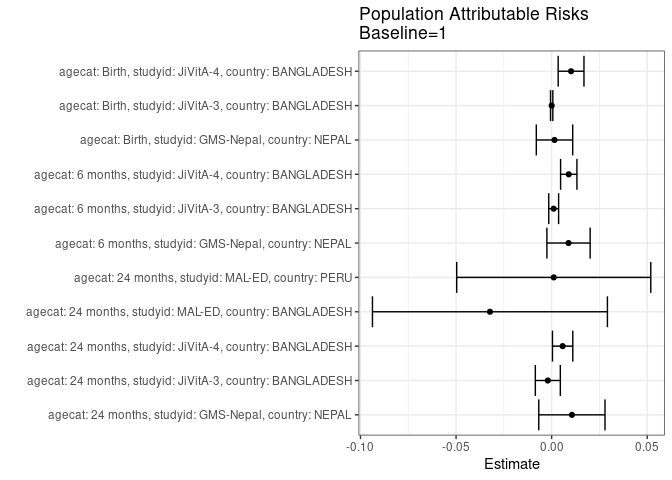 Population Attributable Risks
Baseline=1
agecat: Birth, studyid: JiVitA-4, country: BANGLADESH
agecat: Birth, studyid: JiVitA-3, country: BANGLADESH
agecat: Birth, studyid: GMS-Nepal, country: NEPAL
agecat: 6 months, studyid: JiVitA-4, country: BANGLADESH
agecat: 6 months, studyid: JiVitA-3, country: BANGLADESH
agecat: 6 months, studyid: GMS-Nepal, country: NEPAL
agecat: 24 months, studyid: MAL-ED, country: PERU
agecat: 24 months, studyid: MAL-ED, country: BANGLADESH
agecat: 24 months, studyid: JiVitA-4, country: BANGLADESH
agecat: 24 months, studyid: JiVitA-3, country: BANGLADESH
agecat: 24 months, studyid: GMS-Nepal, country: NEPAL
-0.10 -0.05 0.00 0.05
Estimate